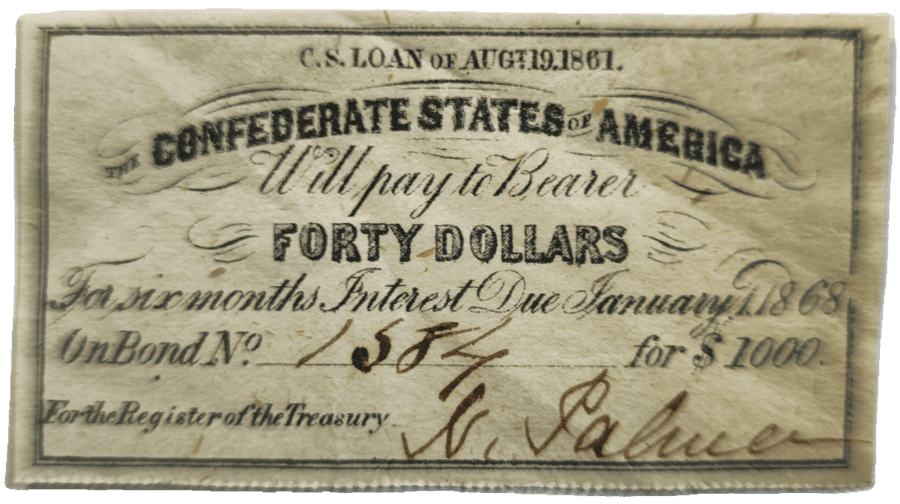 C.S. LOAN OF AUGT. 19.1861.
THE CONFEDERATE STATES OF AMERICA
Will pay to Bearer
FORTY DOLLARS
For six months Interest Due January 1. 1868
On Bond No. 1584 for $ 1000.
For the Register of the Treasury. N. Palmer